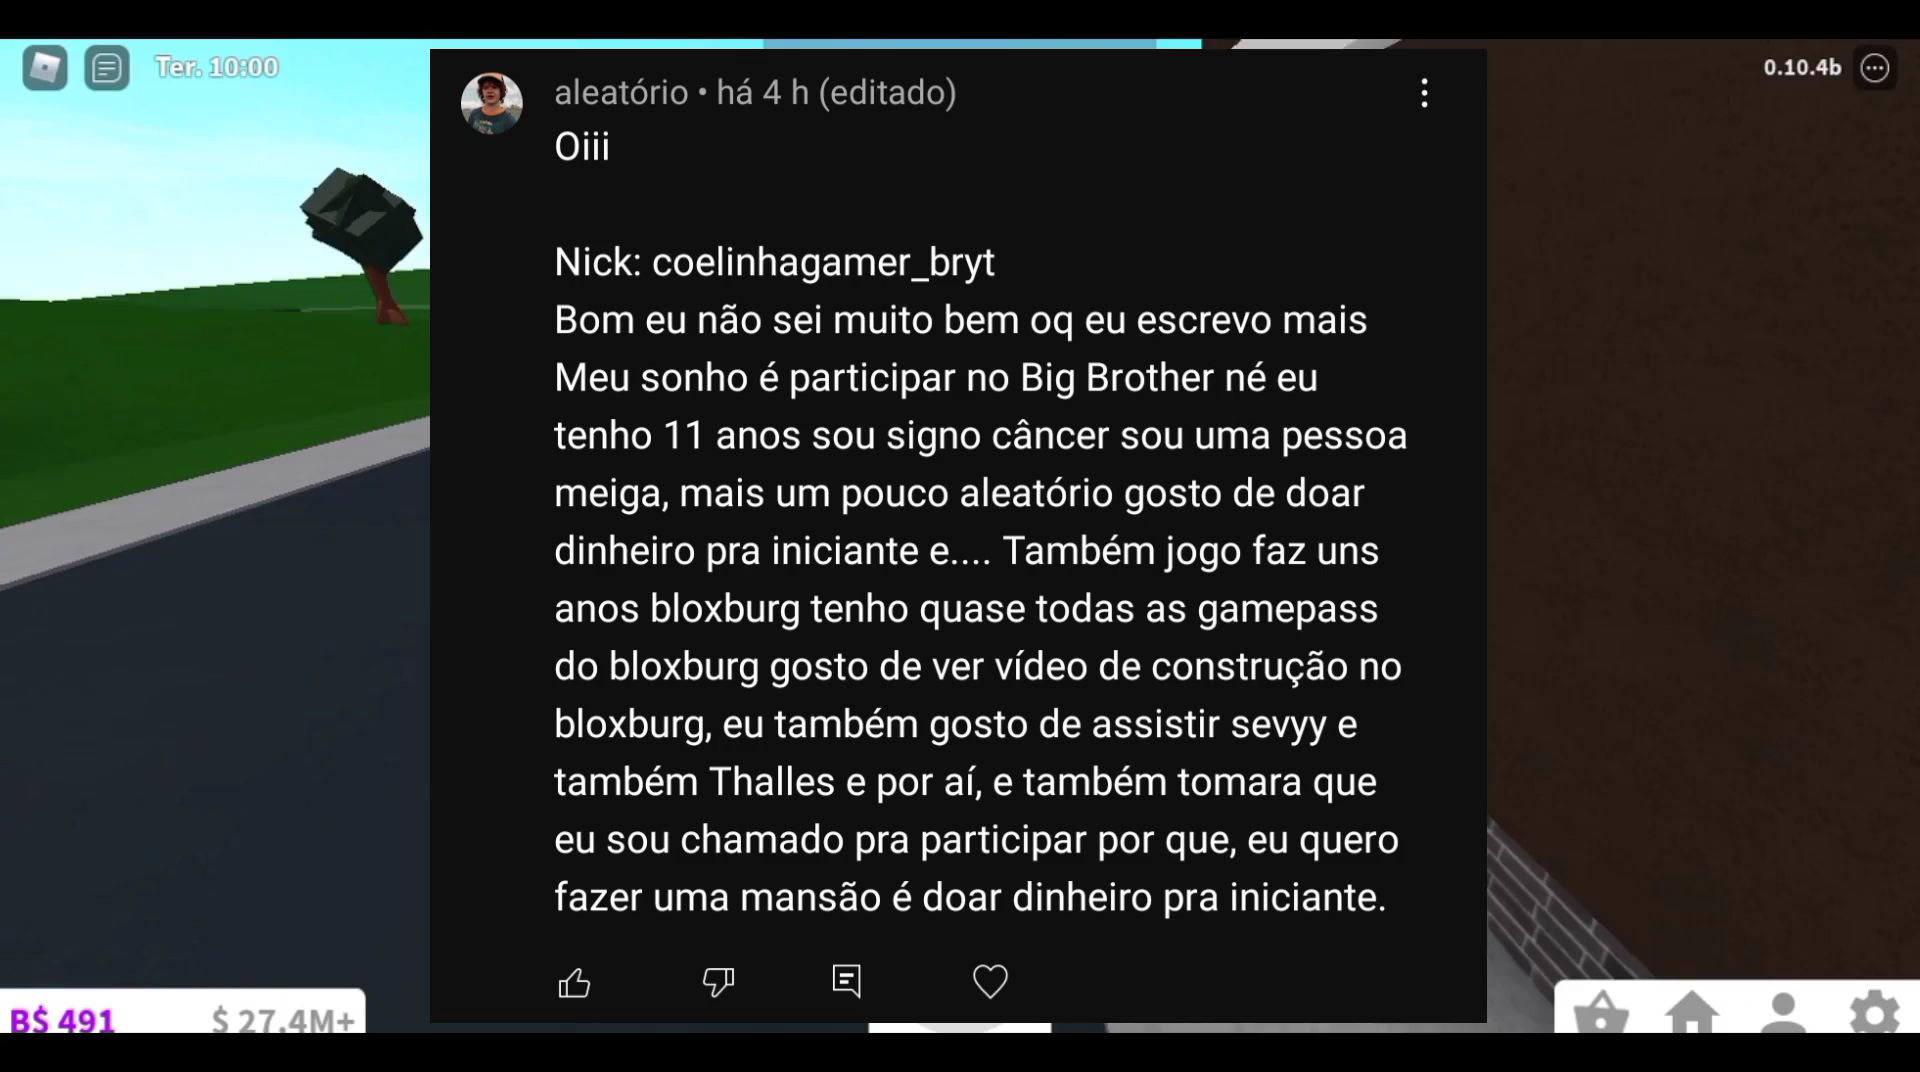 Ter. 10:00
0.10.4b
aleatório • há 4 h (editado)
Oiii
Nick: coelinhagamer_bryt
Bom eu não sei muito bem oq eu escrevo mais
Meu sonho é participar no Big Brother né eu
tenho 11 anos sou signo câncer sou uma pessoa
meiga, mais um pouco aleatório gosto de doar
dinheiro pra iniciante e.... Também jogo faz uns
anos bloxburg tenho quase todas as gamepass
do bloxburg gosto de ver vídeo de construção no
bloxburg, eu também gosto de assistir sevyy e
também Thalles e por aí, e também tomara que
eu sou chamado pra participar por que, eu quero
fazer uma mansão é doar dinheiro pra iniciante.
B$ 491
$ 27.4M+